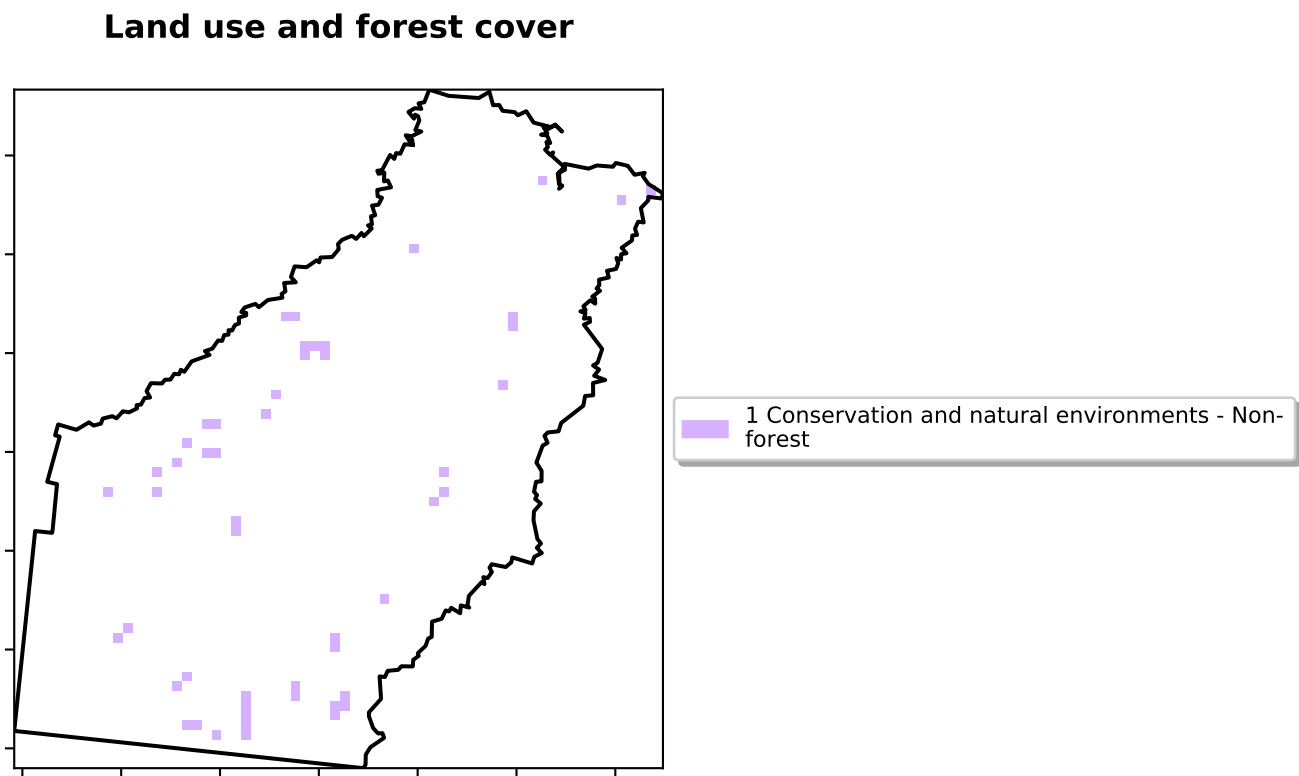 Land use and forest cover
1 Conservation and natural environments - Non-
forest